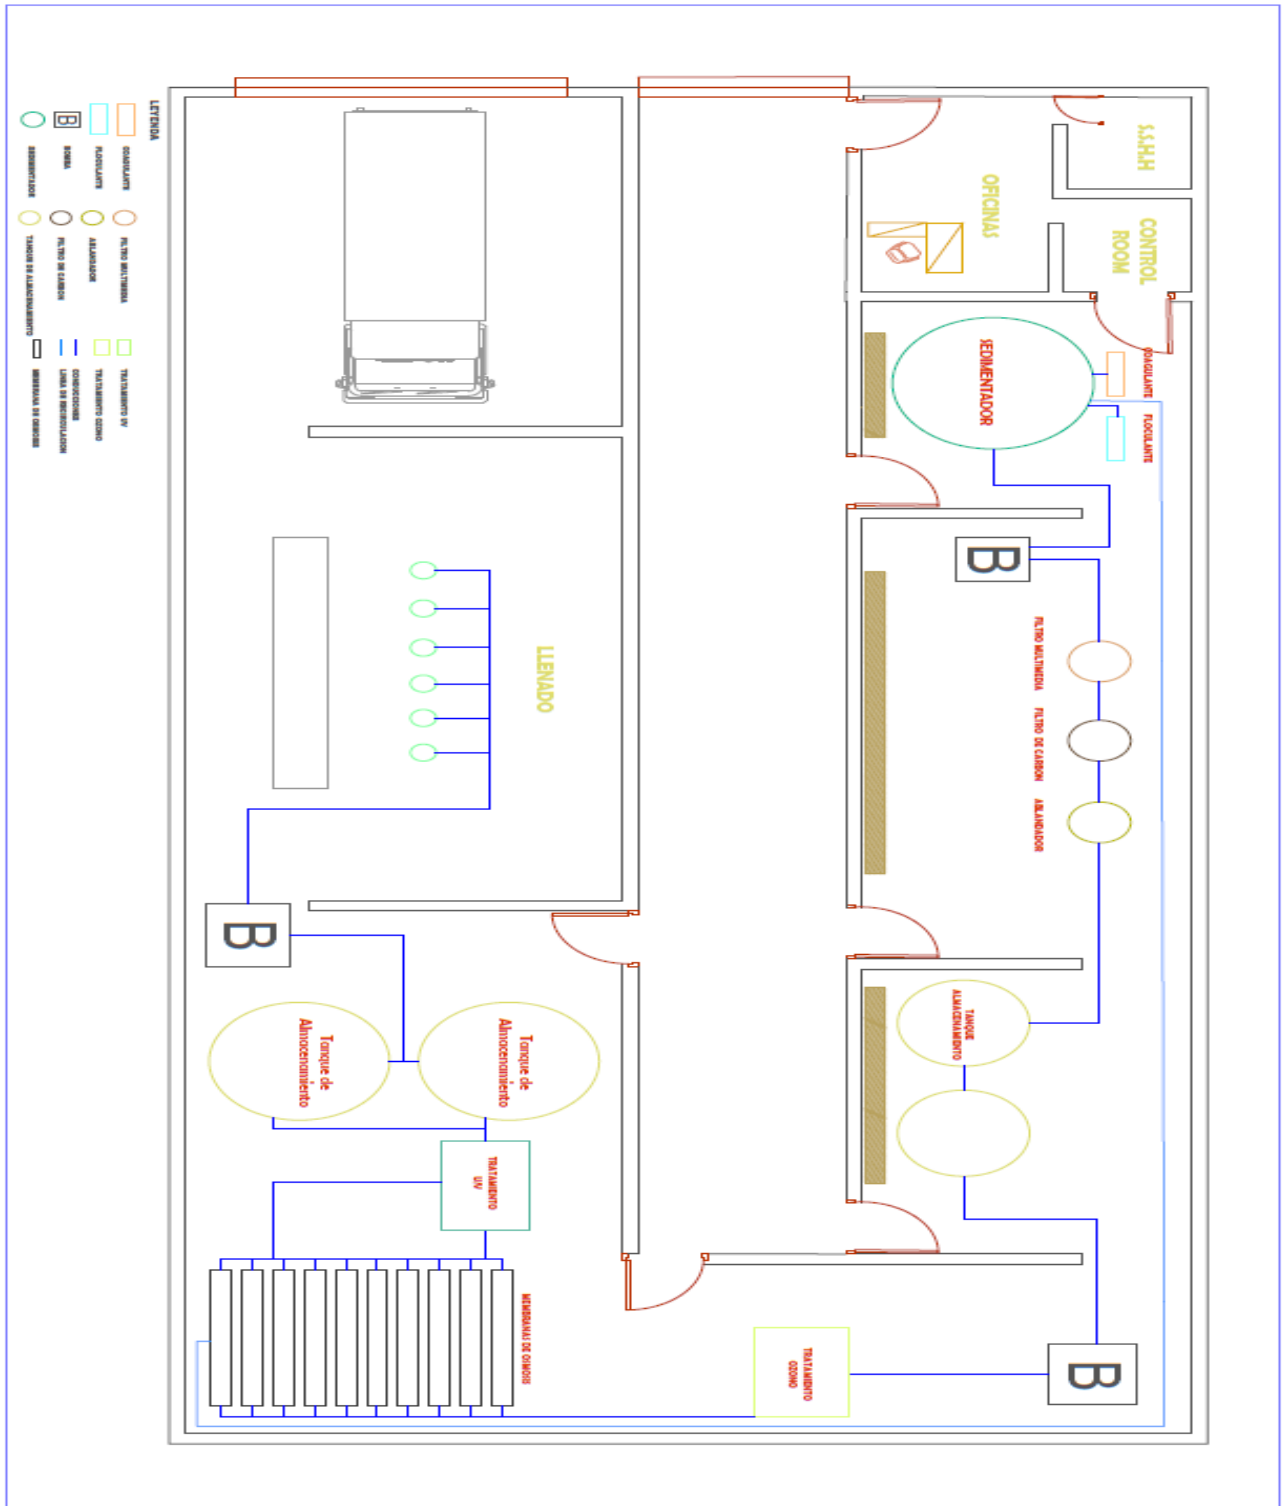 LEYENDA
COAGULANTE
FLOCULANTE
B
BOMBA
SEDIMENTADOR
FILTRO MULTIMEDIA
ABLANDADOR
FILTRO DE CARBON
TANQUE DE ALMACENAMIENTO
TRATAMIENTO UV
TRATAMIENTO OZONO
CONDUCCIONES
LINEA DE RECIRCULACION
MEMBRANA DE OSMOSIS
S.S.H.H
OFICINAS
CONTROL
ROOM
SEDIMENTADOR
COAGULANTE
FLOCULANTE
B
FILTRO MULTIMEDIA
FILTRO DE CARBON
ABLANDADOR
LLENADO
B
TANQUE
ALMACENAMIENTO
Tanque de
Almacenamiento
Tanque de
Almacenamiento
TRATAMIENTO
UV
MEMBRANAS DE OSMOSIS
TRATAMIENTO
OZONO
B